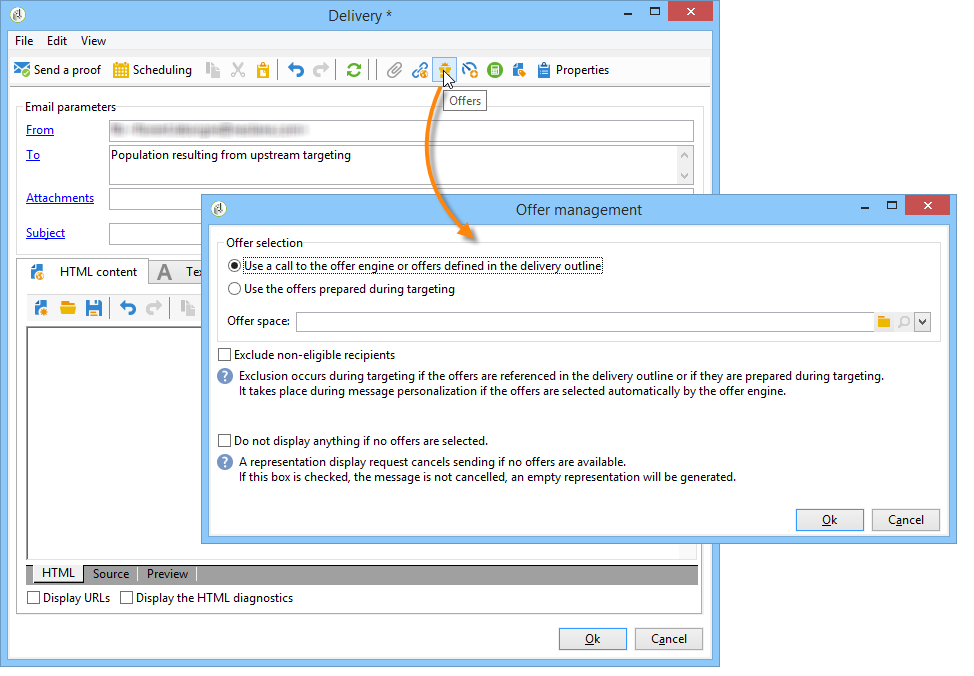 Delivery *
File Edit View
Send a proof Scheduling Properties
Offers
Email parameters
From
To Population resulting from upstream targeting
Attachments
Subject
HTML content A
Offer management
Offer selection
Use a call to the offer engine or offers defined in the delivery outline
Use the offers prepared during targeting
Offer space:
Exclude non-eligible recipients
? Exclusion occurs during targeting if the offers are referenced in the delivery outline or if they are prepared during targeting.
It takes place during message personalization if the offers are selected automatically by the offer engine.
Do not display anything if no offers are selected.
? A representation display request cancels sending if no offers are available.
If this box is checked, the message is not cancelled, an empty representation will be generated.
Ok Cancel
HTML Source Preview
Display URLs Display the HTML diagnostics
Ok Cancel